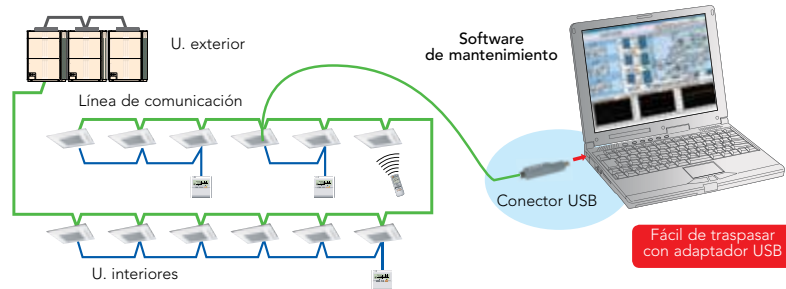 U. exterior
Software
de mantenimiento
Línea de comunicación
Conector USB
Fácil de traspasar
con adaptador USB
U. interiores